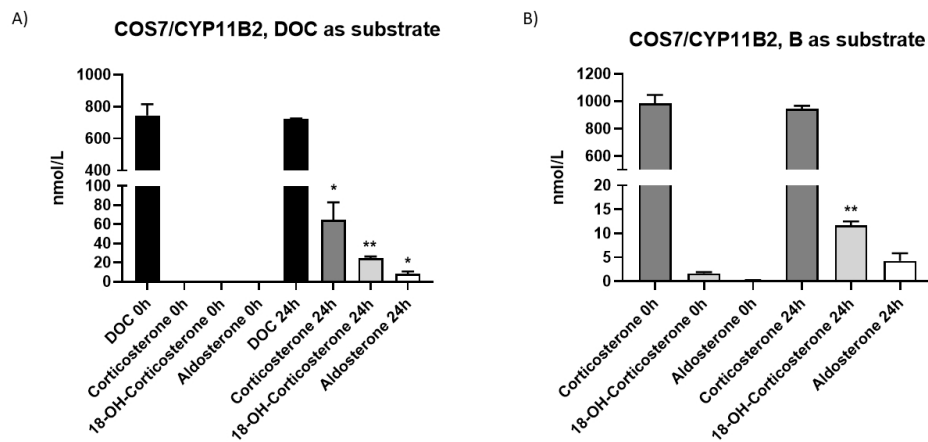 A)
COS7/CYP11B2, DOC as substrate
nmol/L
1000
800
600
400
100
80
60
40
20
0
*
**
*
DOC 0h
Corticosterone 0h
18-OH-Corticosterone 0h
Aldosterone 0h
DOC 24h
Corticosterone 24h
18-OH-Corticosterone 24h
Aldosterone 24h
B)
COS7/CYP11B2, B as substrate
nmol/L
1200
1000
800
600
20
15
10
5
0
**
Corticosterone 0h
18-OH-Corticosterone 0h
Aldosterone 0h
Corticosterone 24h
18-OH-Corticosterone 24h
Aldosterone 24h